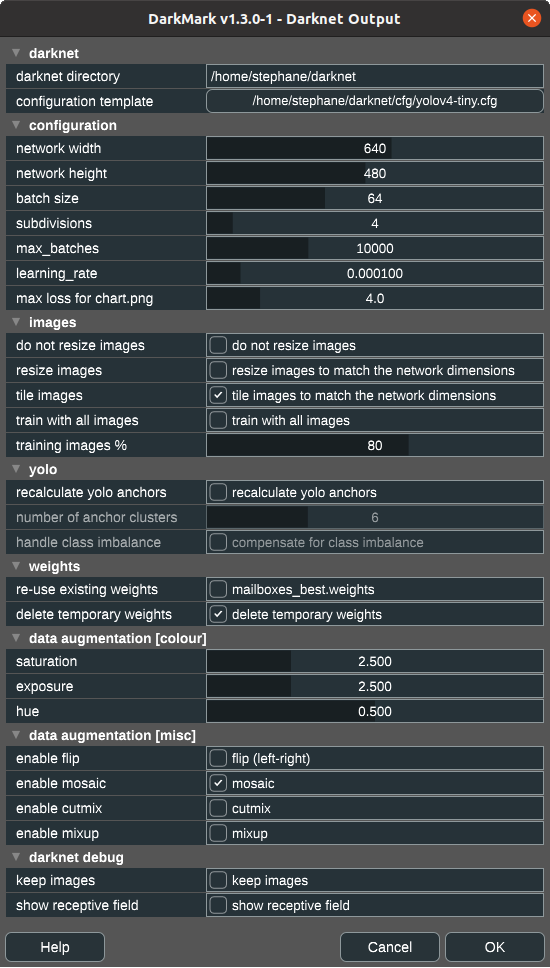 DarkMark v1.3.0-1 - Darknet Output
darknet
darknet directory /home/stephane/darknet
configuration template /home/stephane/darknet/cfg/yolov4-tiny.cfg
configuration
network width 640
network height 480
batch size 64
subdivisions 4
max_batches 10000
learning_rate 0.000100
max loss for chart.png 4.0
images
do not resize images do not resize images
resize images resize images to match the network dimensions
tile images tile images to match the network dimensions
train with all images train with all images
training images % 80
yolo
recalculate yolo anchors recalculate yolo anchors
number of anchor clusters 6
handle class imbalance compensate for class imbalance
weights
re-use existing weights mailboxes_best.weights
delete temporary weights delete temporary weights
data augmentation [colour]
saturation 2.500
exposure 2.500
hue 0.500
data augmentation [misc]
enable flip flip (left-right)
enable mosaic mosaic
enable cutmix cutmix
enable mixup mixup
darknet debug
keep images keep images
show receptive field show receptive field
Help Cancel OK